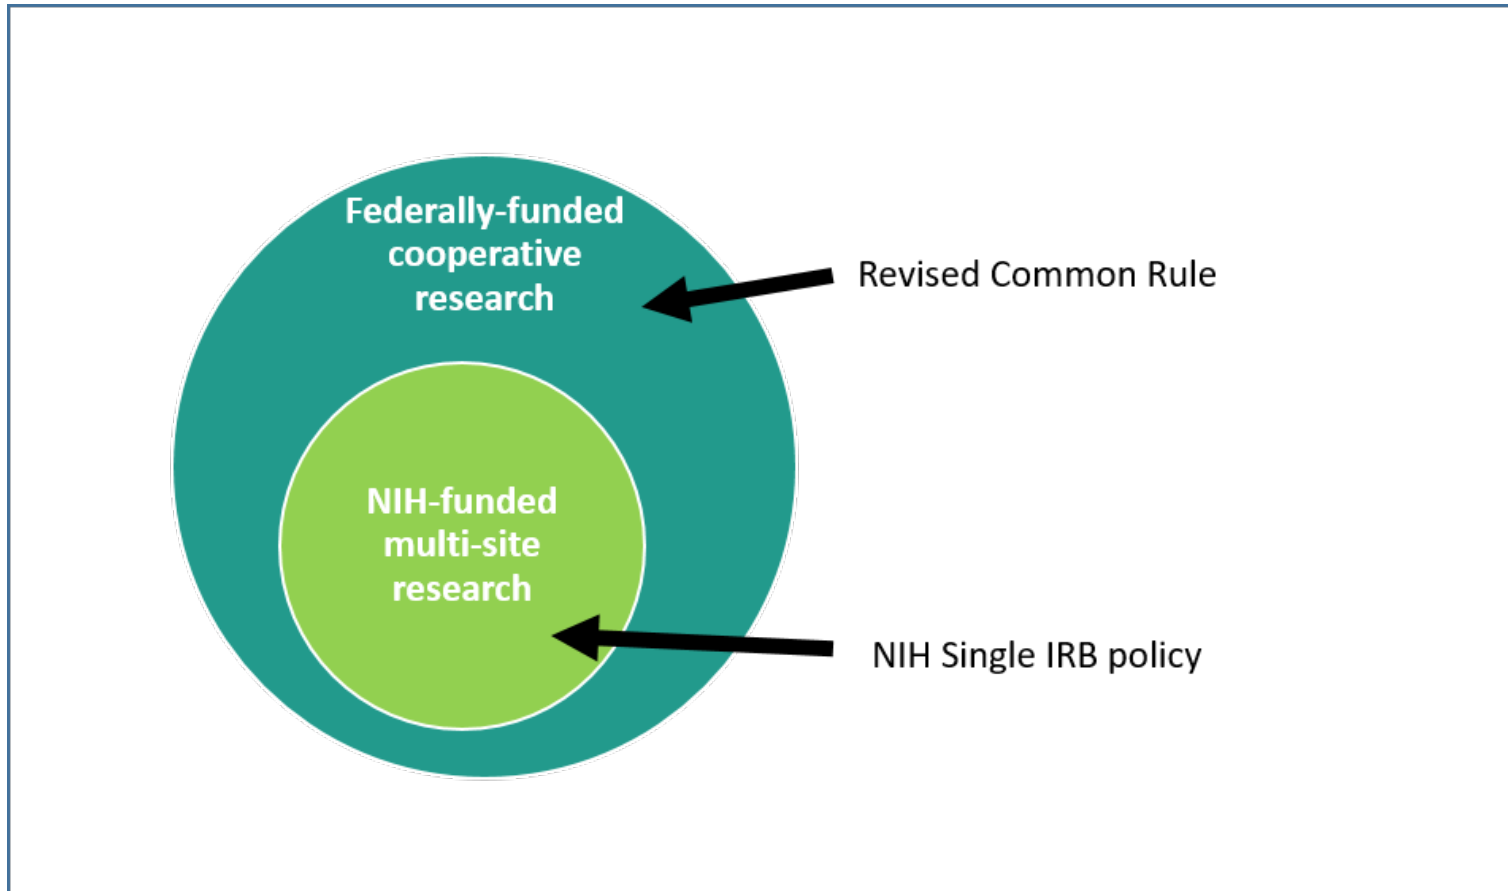 Federally-funded
cooperative
research
Revised Common Rule
NIH-funded
multi-site
research
NIH Single IRB policy